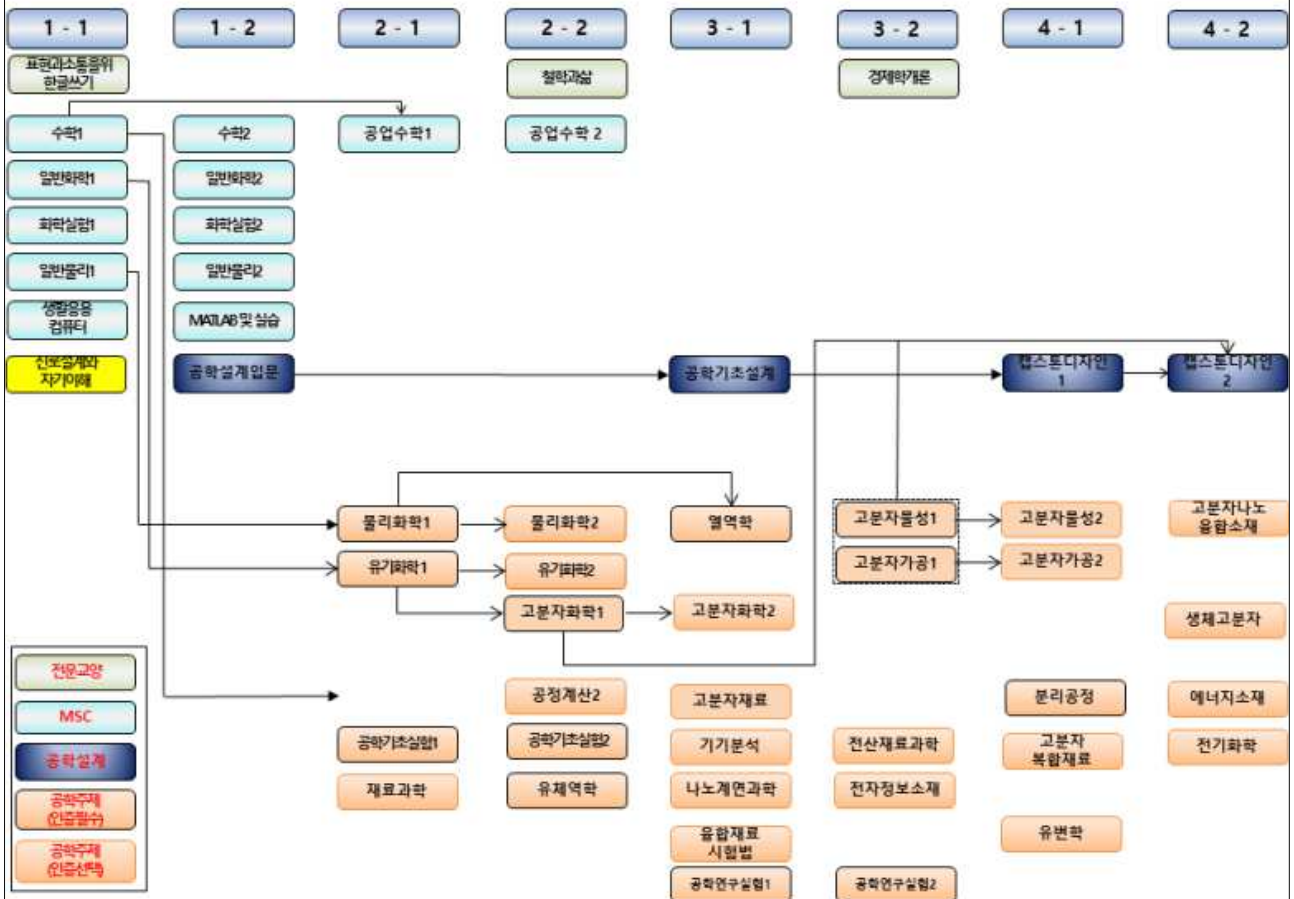 1 - 1
1 - 2
2 - 1
2 - 2
3 - 1
3 - 2
4 - 1
4 - 2
표현과소통을위
한글쓰기
철학과삶
경제학개론
수학1
수학2
공업수학1
공업수학 2
일반화학1
일반화학2
화학실험1
화학실험2
일반물리1
일반물리2
생활응용
컴퓨터
MATLAB 및 실습
진로설계와
자기이해
공학설계입문
공학기초설계
캡스톤디자인
1
캡스톤디자인
2
물리화학1
물리화학2
열역학
고분자물성1
고분자물성2
고분자나노
융합소재
유기화학1
유기화학2
고분자가공1
고분자가공2
고분자화학1
고분자화학2
생체고분자
전문교양
MSC
공학설계
공학주제
(인증필수)
공학주제
(인증선택)
공정계산2
고분자재료
분리공정
에너지소재
공학기초실험1
공학기초실험2
기기분석
전산재료과학
고분자
복합재료
전기화학
재료과학
유체역학
나노계면과학
전자정보소재
융합재료
시험법
유변학
공학연구실험1
공학연구실험2